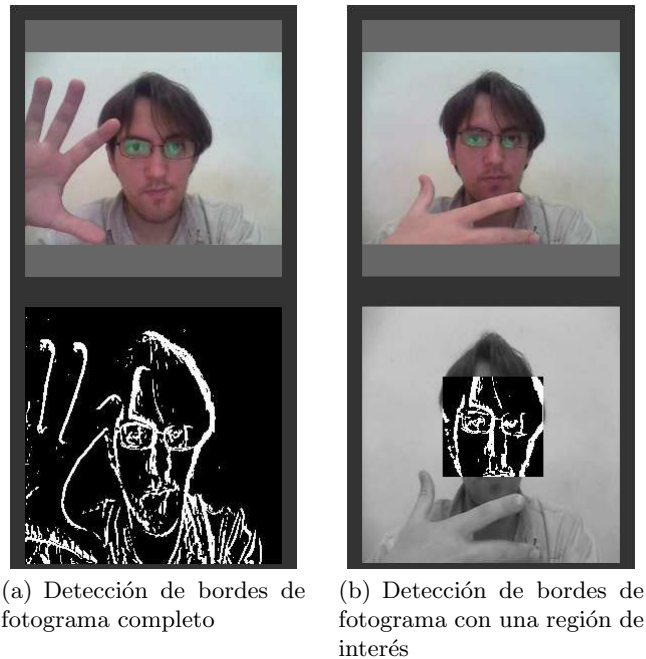 (a) Detección de bordes de
fotograma completo
(b) Detección de bordes de
fotograma con una región de
interés